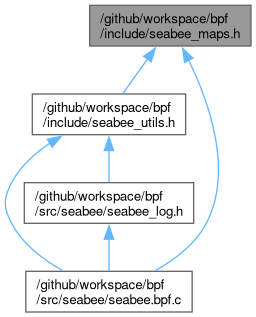 /github/workspace/bpf
/include/seabee_maps.h
/github/workspace/bpf
/include/seabee_utils.h
/github/workspace/bpf
/src/seabee/seabee_log.h
/github/workspace/bpf
/src/seabee/seabee.bpf.c